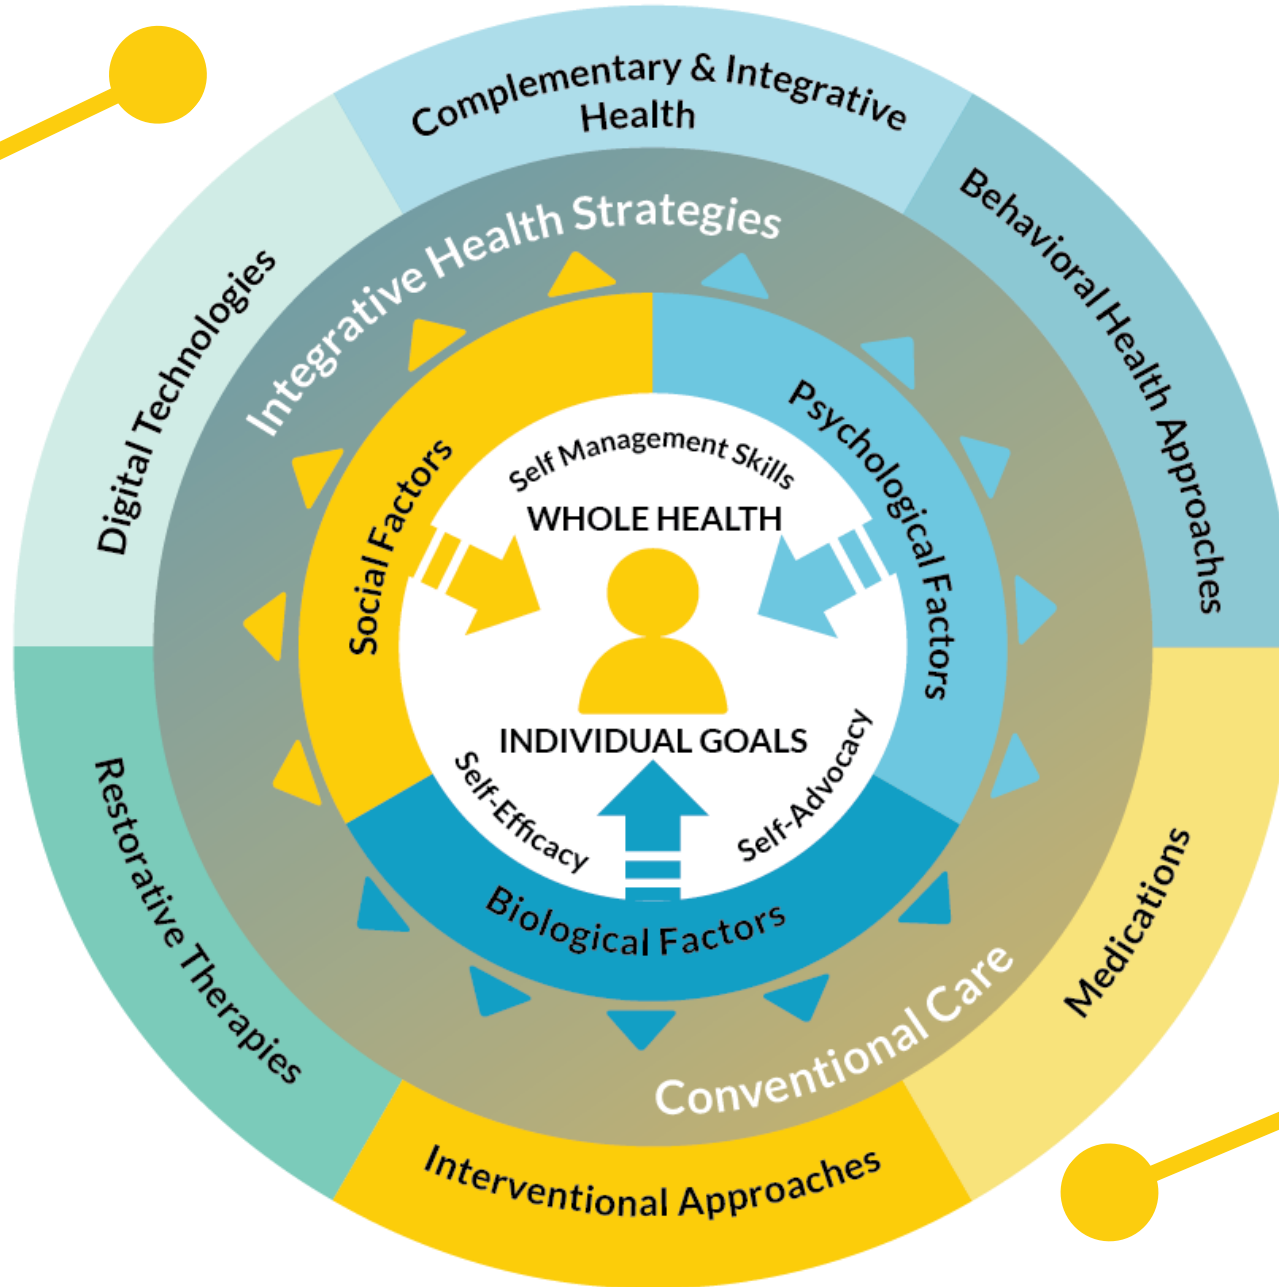 Complementary & Integrative
Health
Behavioral Health Approaches
Medications
Interventional Approaches
Restorative Therapies
Digital Technologies
Integrative Health Strategies
Conventional Care
Social Factors
Psychological Factors
Biological Factors
Self Management Skills
WHOLE HEALTH
INDIVIDUAL GOALS
Self-Efficacy
Self-Advocacy